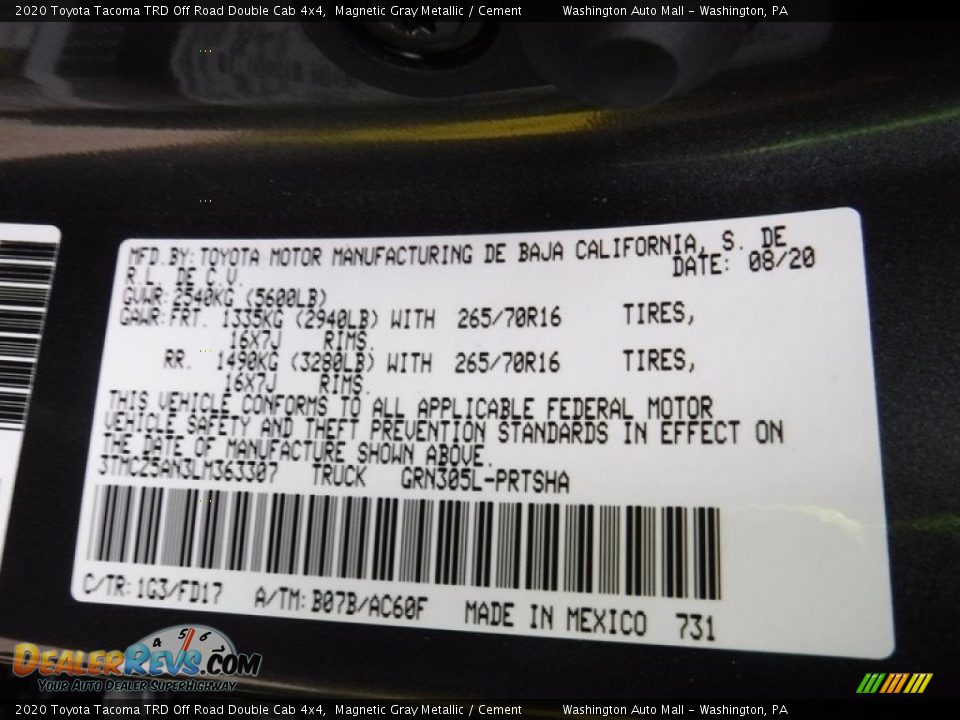 2020 Toyota Tacoma TRD Off Road Double Cab 4x4, Magnetic Gray Metallic / Cement Washington Auto Mall - Washington, PA
MFD.BY:TOYOTA MOTOR MANUFACTURING DE BAJA CALIFORNIA, S. DE
R.L. DE C.V. DATE: 08/20
GVWR:2540KG (5600LB)
GAWR:FRT. 1335KG (2940LB) WITH 265/70R16 TIRES,
16X7J RIMS.
RR. 1490KG (3280LB) WITH 265/70R16 TIRES,
16X7J RIMS.
THIS VEHICLE CONFORMS TO ALL APPLICABLE FEDERAL MOTOR
VEHICLE SAFETY AND THEFT PREVENTION STANDARDS IN EFFECT ON
THE DATE OF MANUFACTURE SHOWN ABOVE.
3TMCZ5AN3LM363307 TRUCK GRN305L-PRTSHA
C/TR:1G3/FD17 A/TM:B07B/AC60F MADE IN MEXICO 731
4 5 6
DEALERREVS.COM
YOUR AUTO DEALER SUPERHIGHWAY
2020 Toyota Tacoma TRD Off Road Double Cab 4x4, Magnetic Gray Metallic / Cement Washington Auto Mall - Washington, PA